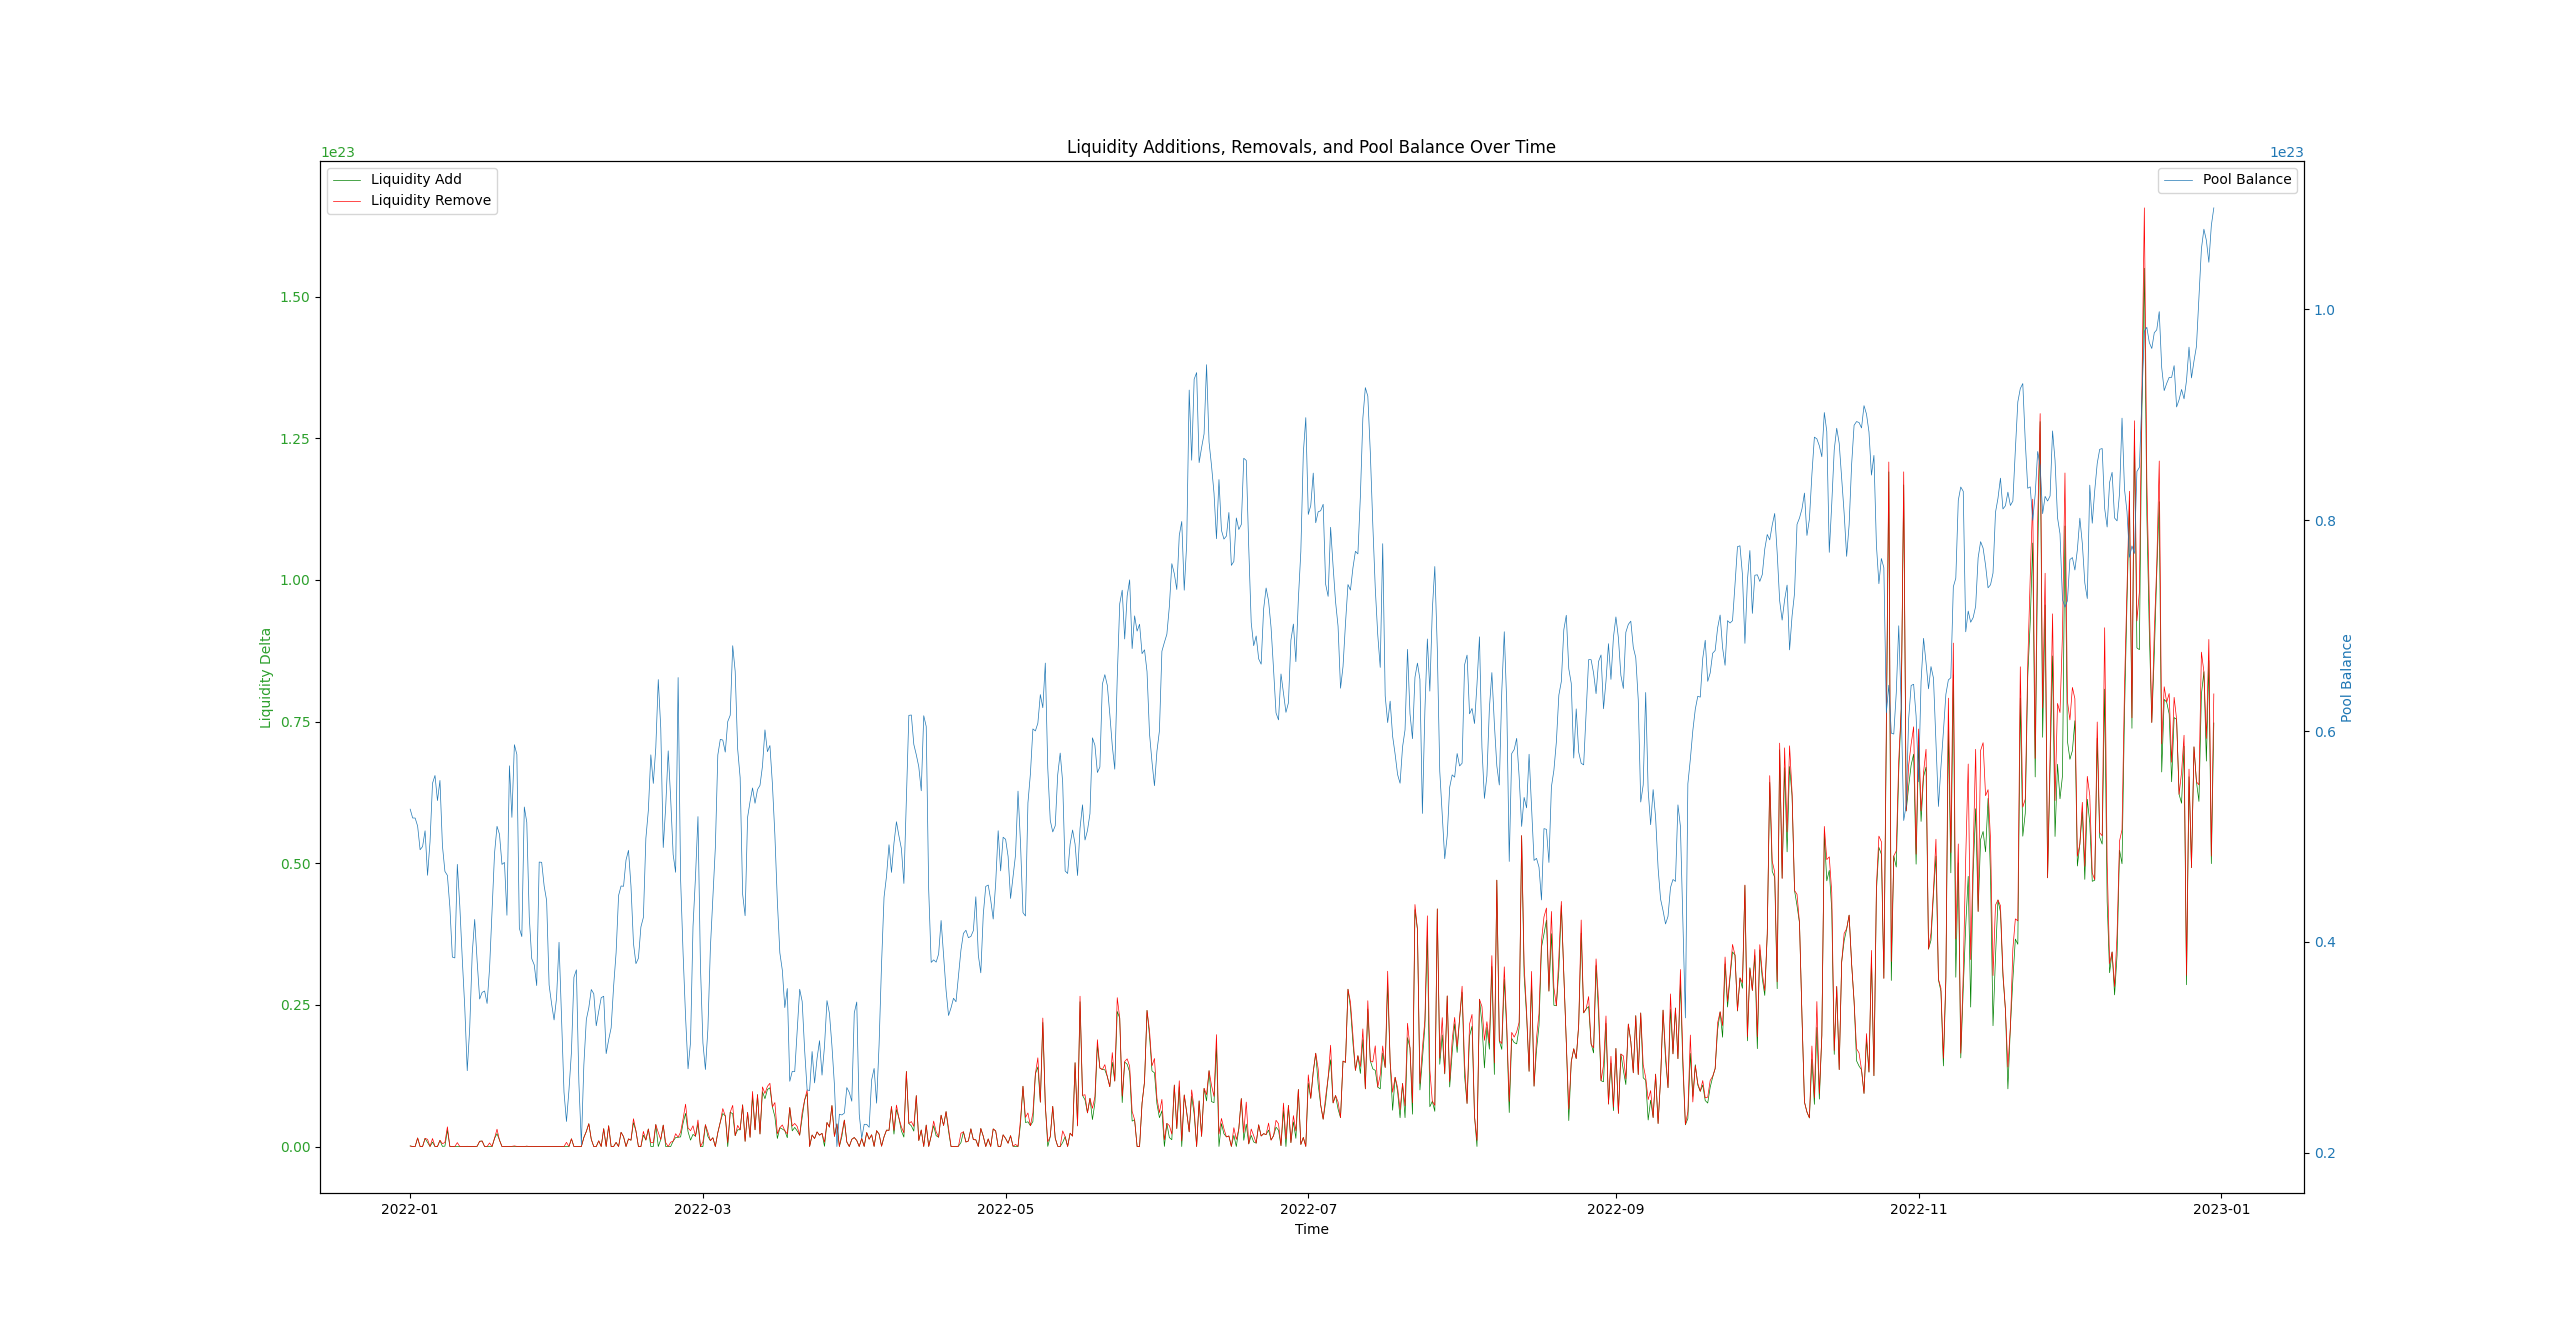 Liquidity Additions, Removals, and Pool Balance Over Time
1e23
1e23
Liquidity Add
Liquidity Remove
Pool Balance
1.50
1.25
1.00
0.75
0.50
0.25
0.00
Liquidity Delta
1.0
0.8
0.6
0.4
0.2
Pool Balance
2022-01
2022-03
2022-05
2022-07
2022-09
2022-11
2023-01
Time